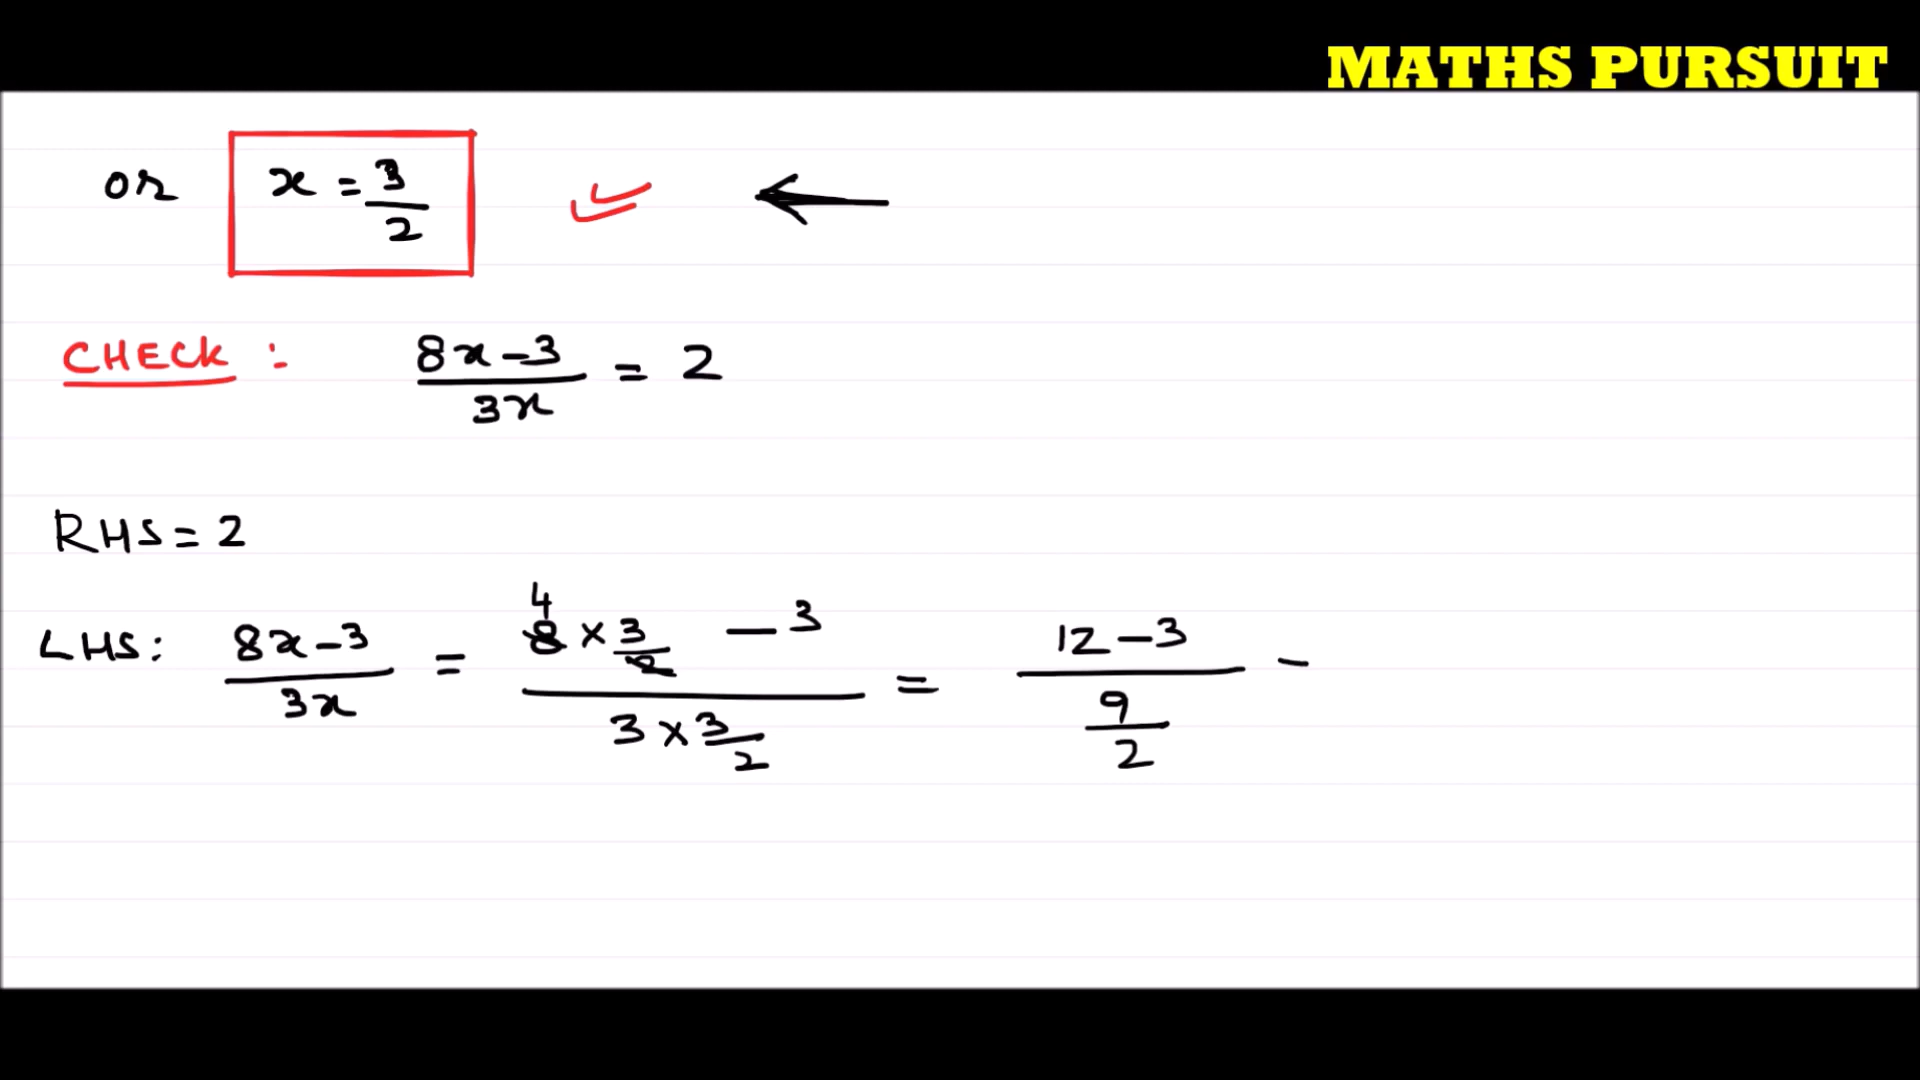 MATHS PURSUIT
or x = 3/2
CHECK : (8x-3)/(3x) = 2
RHS = 2
LHS: (8x-3)/(3x) = (4 8 × 3/2 - 3)/(3 × 3/2) = (12-3)/(9/2) -